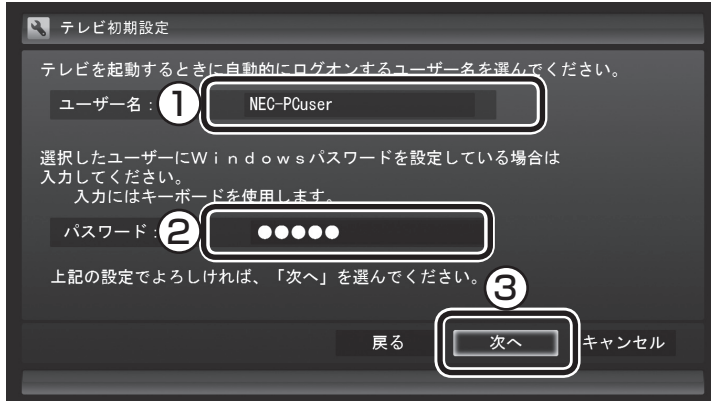 テレビ初期設定
テレビを起動するときに自動的にログオンするユーザー名を選んでください。
ユーザー名： ① NEC-PCuser
選択したユーザーにＷｉｎｄｏｗｓパスワードを設定している場合は
入力してください。
入力にはキーボードを使用します。
パスワード： ② ●●●●●
上記の設定でよろしければ、「次へ」を選んでください。
③
戻る 次へ キャンセル